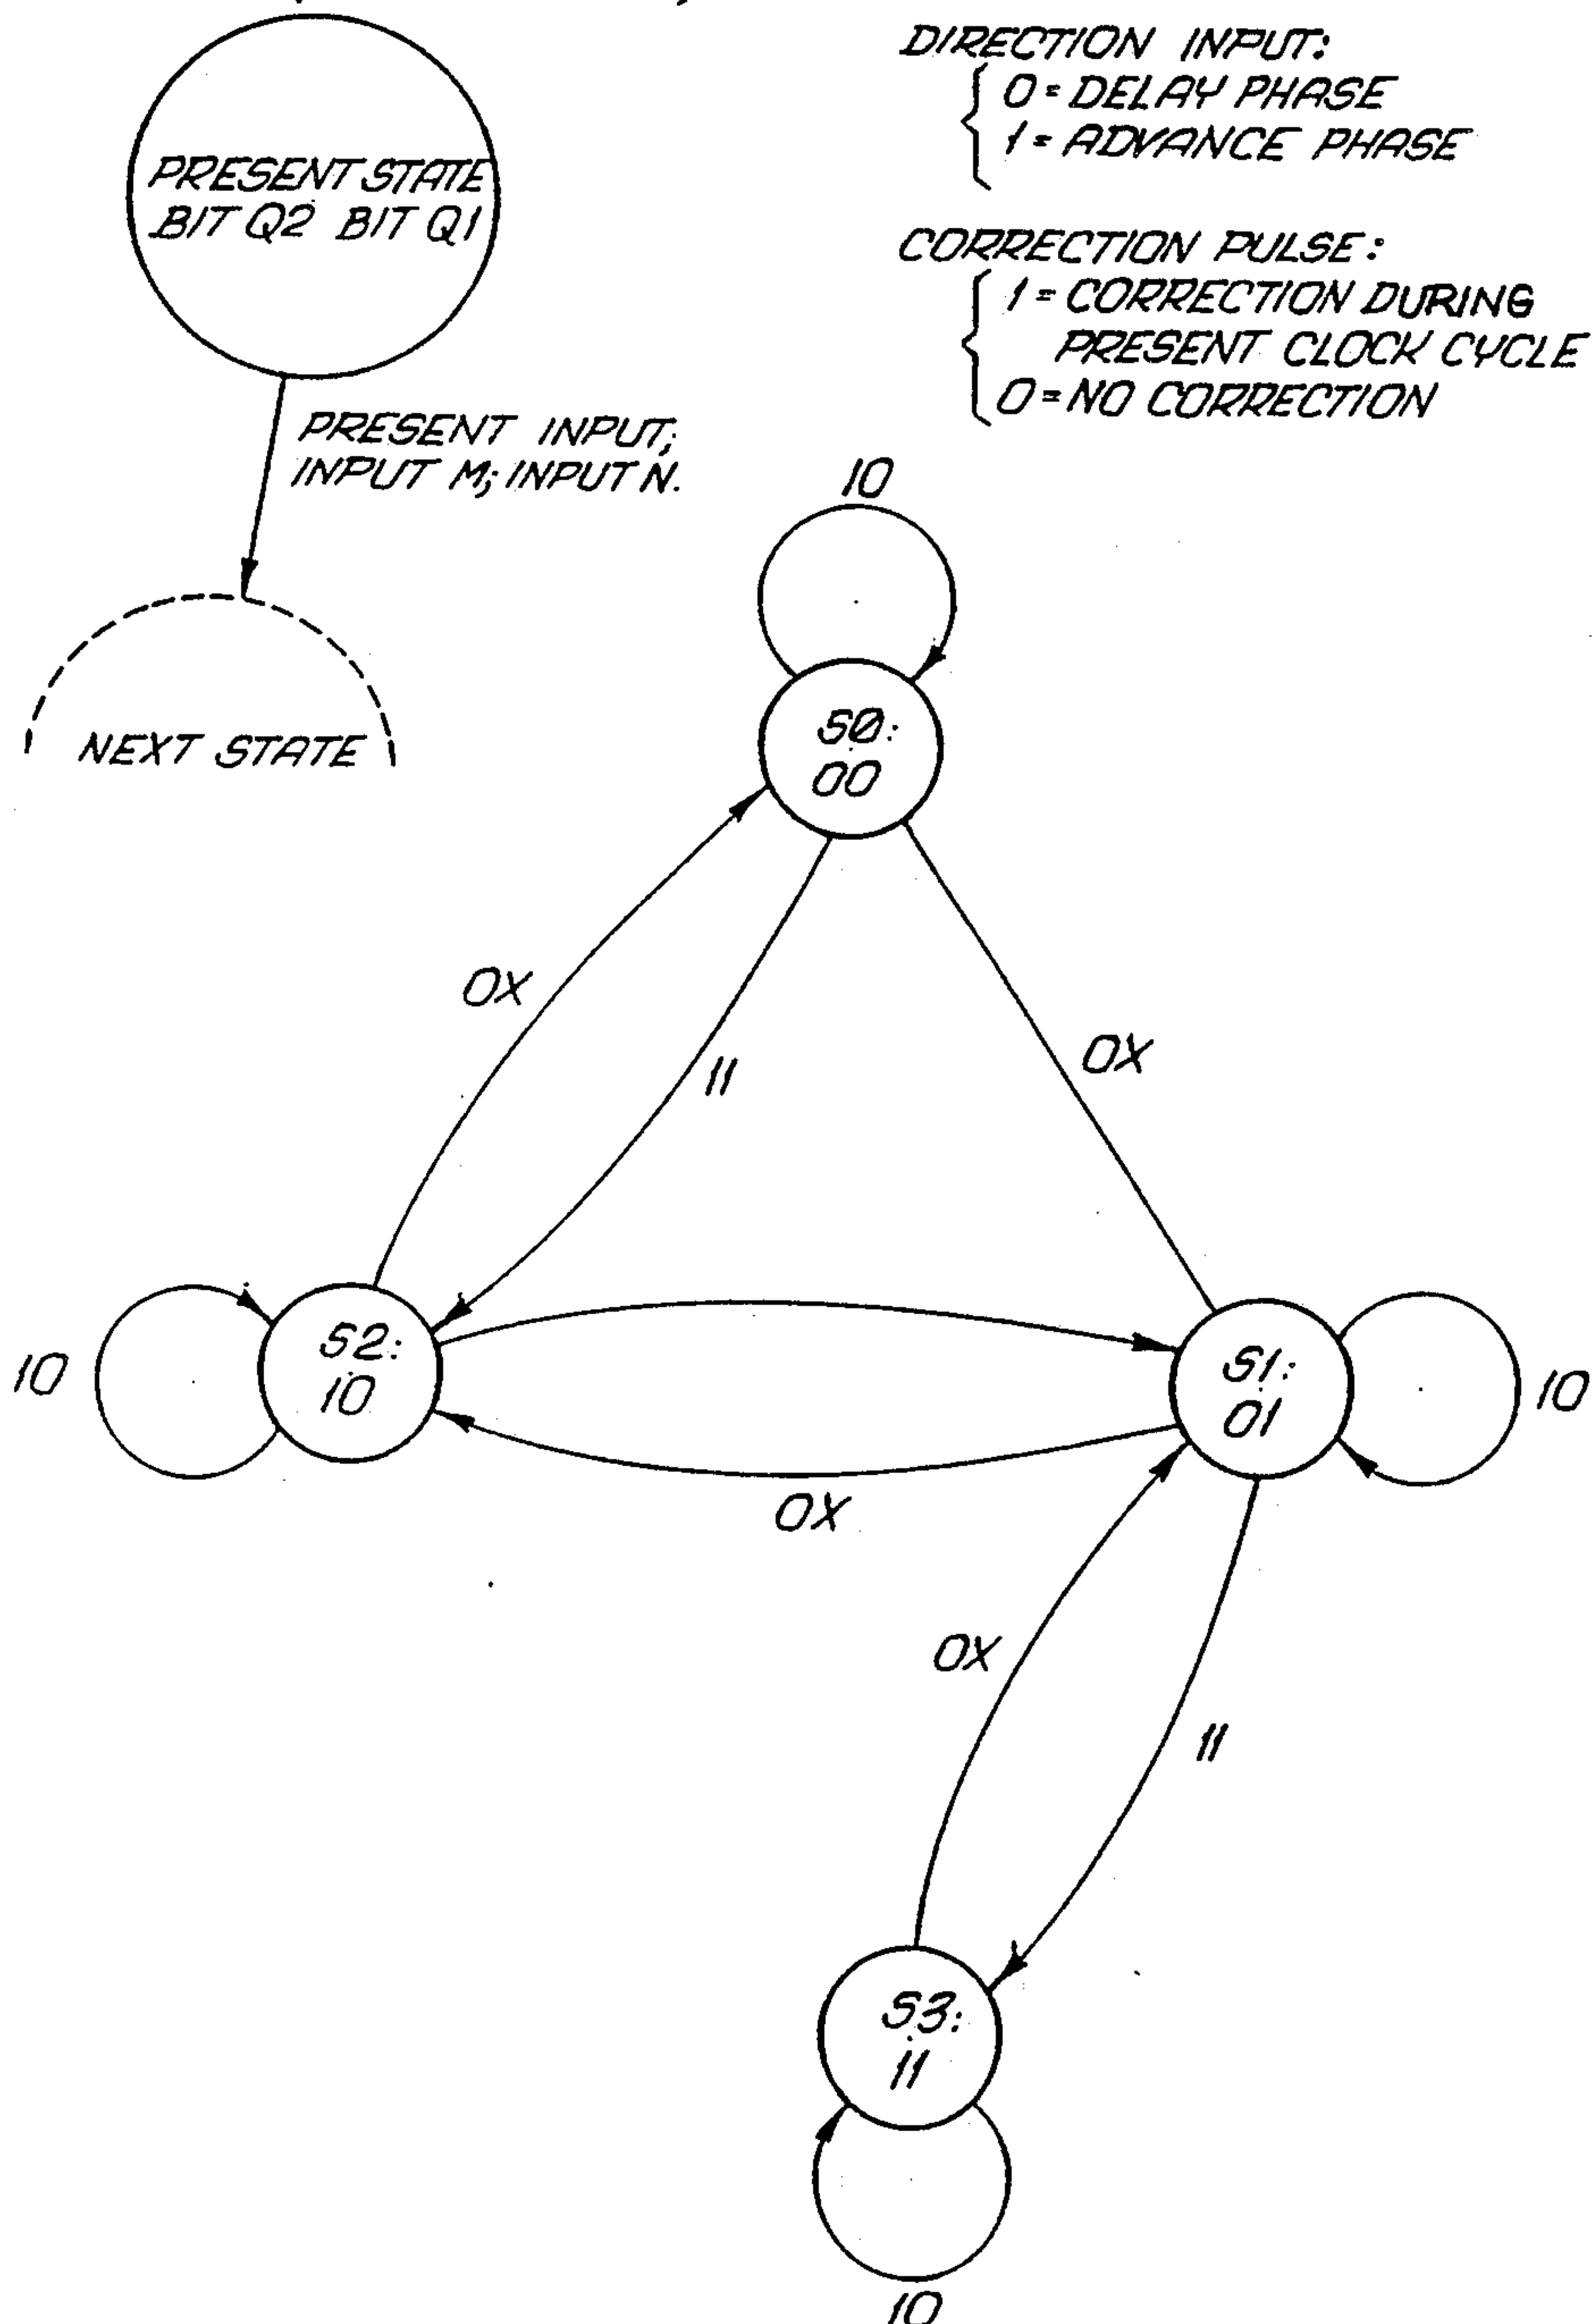 PRESENT STATE
BIT Q2 BIT Q1
DIRECTION INPUT:
0 = DELAY PHASE
1 = ADVANCE PHASE
CORRECTION PULSE:
1 = CORRECTION DURING
PRESENT CLOCK CYCLE
0 = NO CORRECTION
PRESENT INPUT;
INPUT M; INPUT N.
NEXT STATE
10
S0:
00
0X
11
0X
10
S2:
10
S1:
01
10
0X
0X
11
S3:
11
10